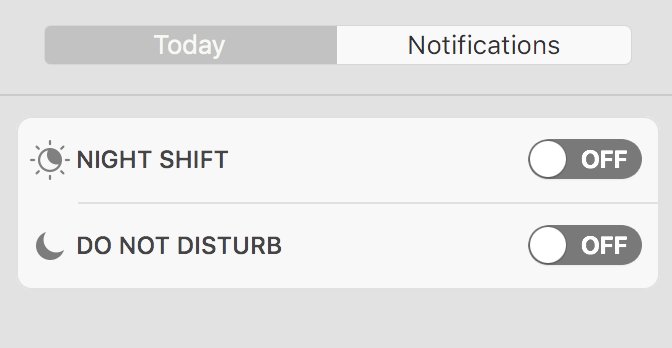 Today
Notifications
NIGHT SHIFT
OFF
DO NOT DISTURB
OFF